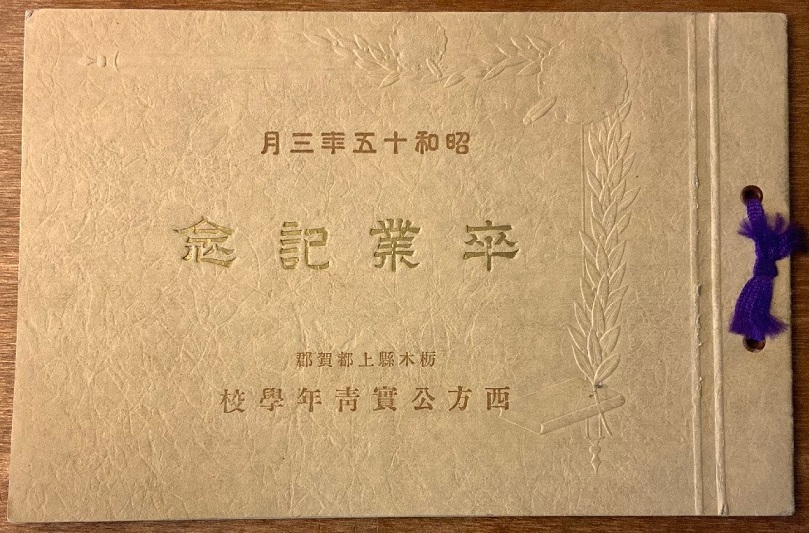 昭和十五年三月
卒業記念
栃木縣上都賀郡
西方公實靑年學校